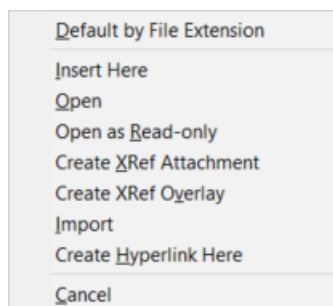 Default by File Extension
Insert Here
Open
Open as Read-only
Create XRef Attachment
Create XRef Overlay
Import
Create Hyperlink Here
Cancel